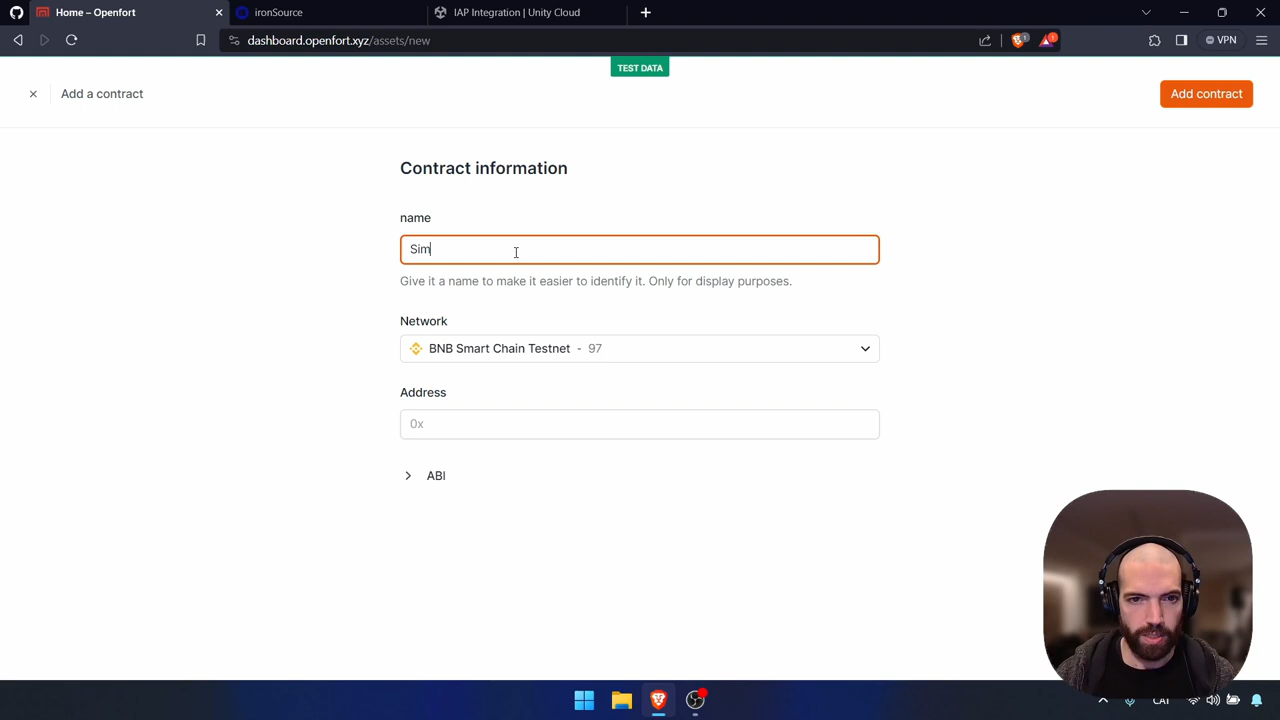 Home – Openfort
ironSource
IAP Integration | Unity Cloud
dashboard.openfort.xyz/assets/new
VPN
TEST DATA
Add a contract
Add contract
Contract information
name
Sim
Give it a name to make it easier to identify it. Only for display purposes.
Network
BNB Smart Chain Testnet - 97
Address
0x
ABI
CAT